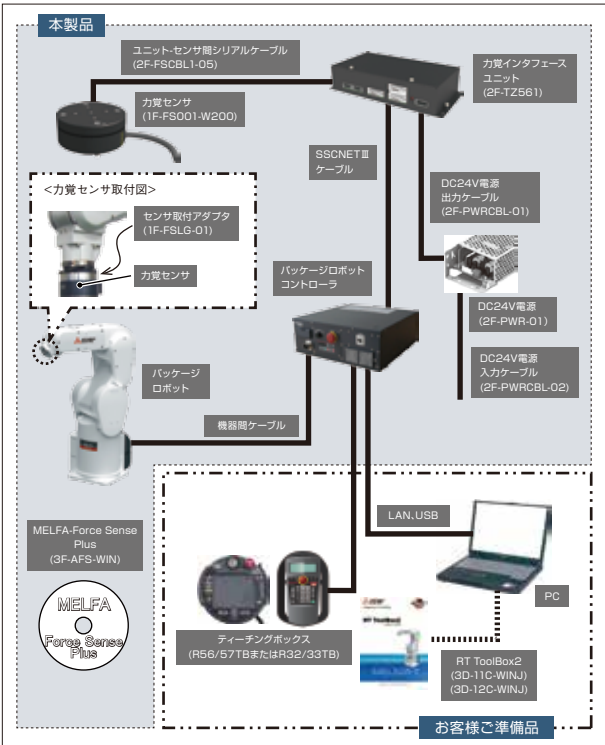 本製品
ユニット-センサ間シリアルケーブル
(2F-FSCBL1-05)
力覚センサ
(1F-FS001-W200)
力覚インタフェース
ユニット
(2F-TZ561)
SSCNETⅢ
ケーブル
DC24V電源
出力ケーブル
(2F-PWRCBL-01)
<力覚センサ取付図>
センサ取付アダプタ
(1F-FSLG-01)
力覚センサ
パッケージロボット
コントローラ
DC24V電源
(2F-PWR-01)
DC24V電源
入力ケーブル
(2F-PWRCBL-02)
パッケージ
ロボット
機器間ケーブル
MELFA-Force Sense
Plus
(3F-AFS-WIN)
MELFA
Force Sense
Plus
LAN、USB
PC
ティーチングボックス
(R56/57TBまたはR32/33TB)
RT ToolBox2
RT ToolBox2
(3D-11C-WINJ)
(3D-12C-WINJ)
お客様ご準備品